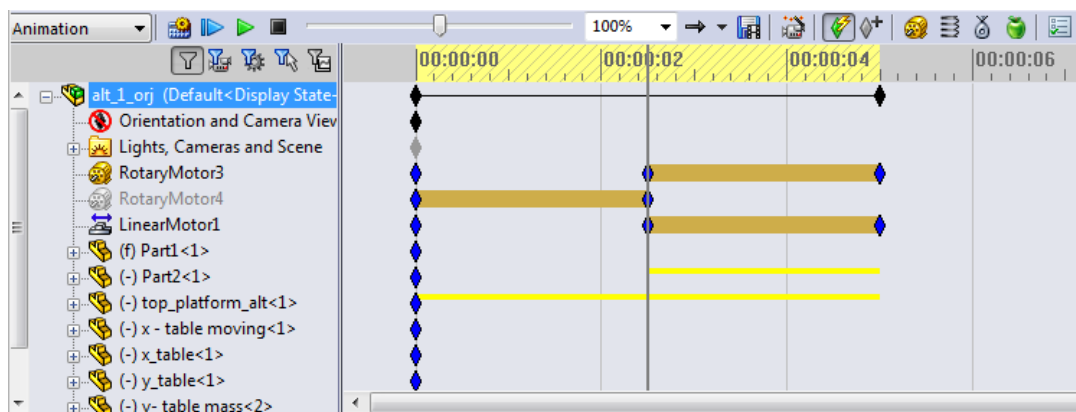 Animation 100%
00:00:00 00:00:02 00:00:04 00:00:06
alt_1_orj (Default<Display State-
Orientation and Camera View
Lights, Cameras and Scene
RotaryMotor3
RotaryMotor4
LinearMotor1
(f) Part1<1>
(-) Part2<1>
(-) top_platform_alt<1>
(-) x - table moving<1>
(-) x_table<1>
(-) y_table<1>
(-) y- table mass<2>